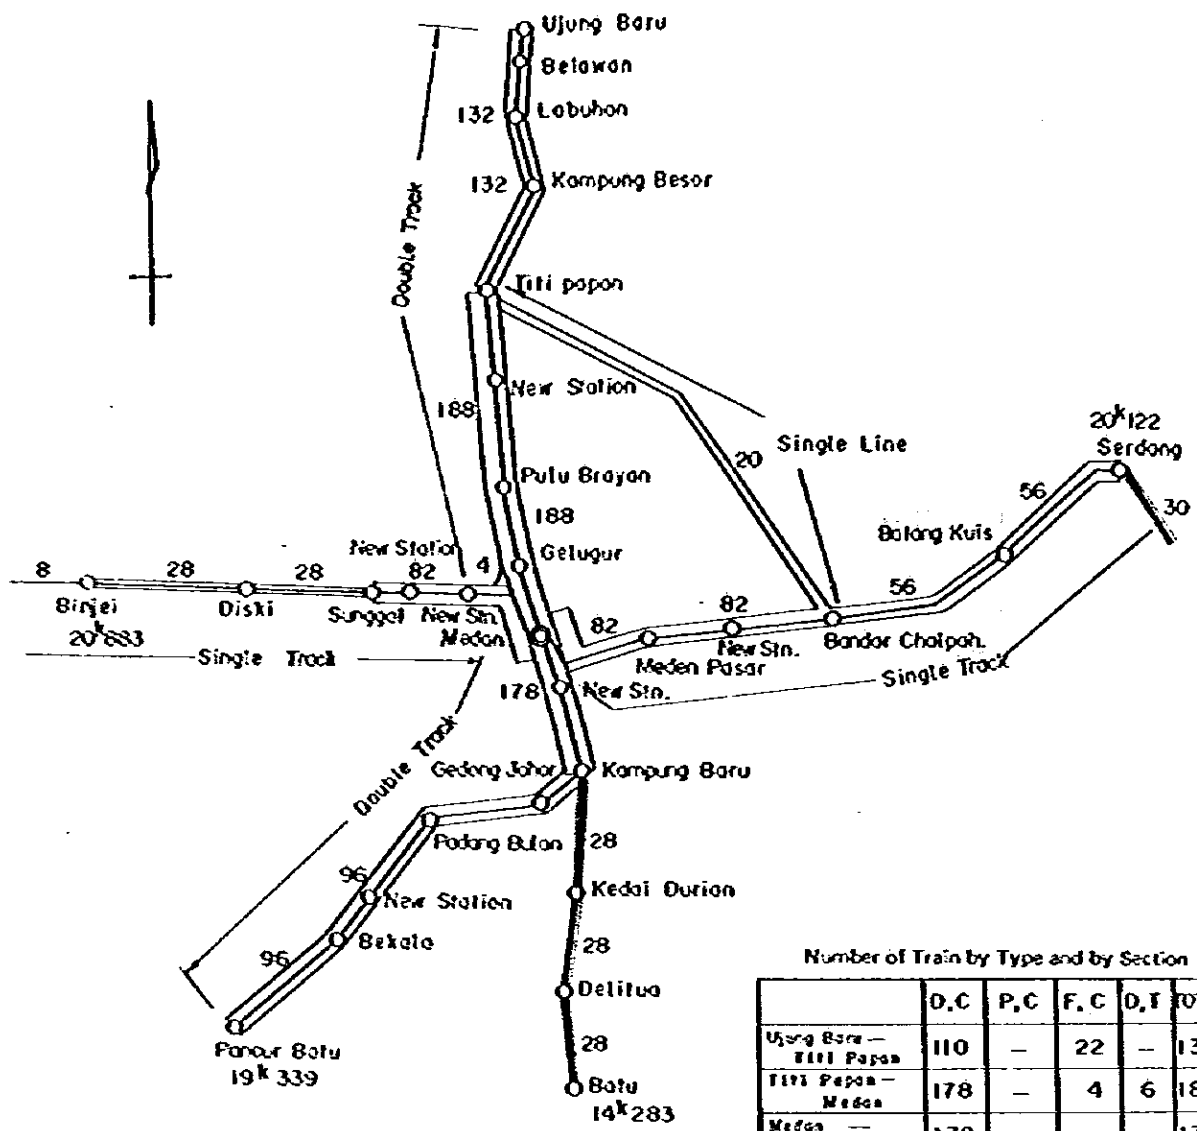 Ujung Baru
Belawan
132
Labuhan
132
Kampung Besar
Double Track
Titi papan
New Station
188
Single Line
20
20k122
Serdang
56
30
Pulu Brayan
188
Batang Kuis
New Station
4
Gelugur
8
28
28
82
82
82
56
Binjei
20k883
Diski
Sunggal
New Stn.
Medan
Meden Pasar
New Stn.
Bandar Chalpah.
Single Track
178
New Stn.
Single Track
Double Track
Gedong Johor
Kampung Baru
Padang Bulan
28
96
New Station
Kedai Durian
Bekala
28
96
Delitua
Pancur Batu
19k339
28
Batu
14k283
Number of Train by Type and by Section
D.C P.C F.C D.T
Ujung Baru —
Titi Papan
110 — 22 —
Titi Papan —
Medan
178 — 4 6
Medan —